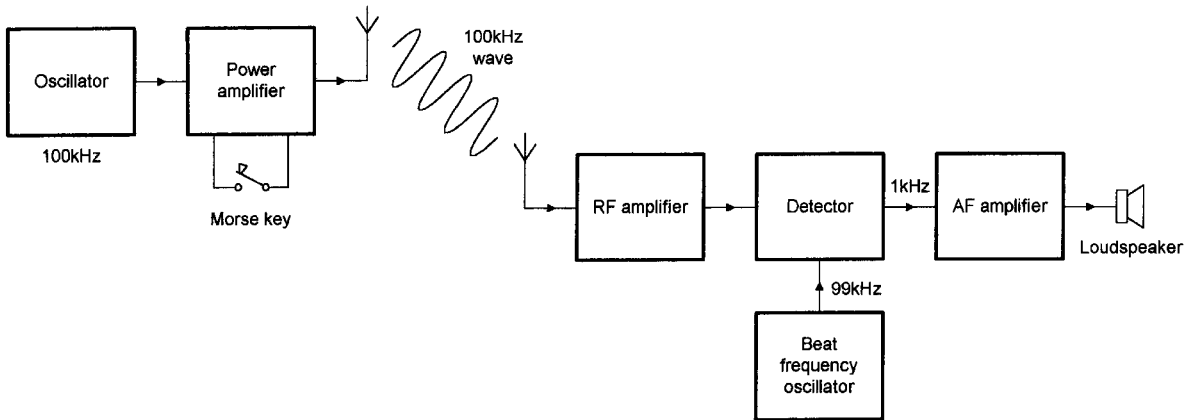 Oscillator
100kHz
Power
amplifier
Morse key
100kHz
wave
RF amplifier
Detector
1kHz
AF amplifier
Loudspeaker
99kHz
Beat
frequency
oscillator